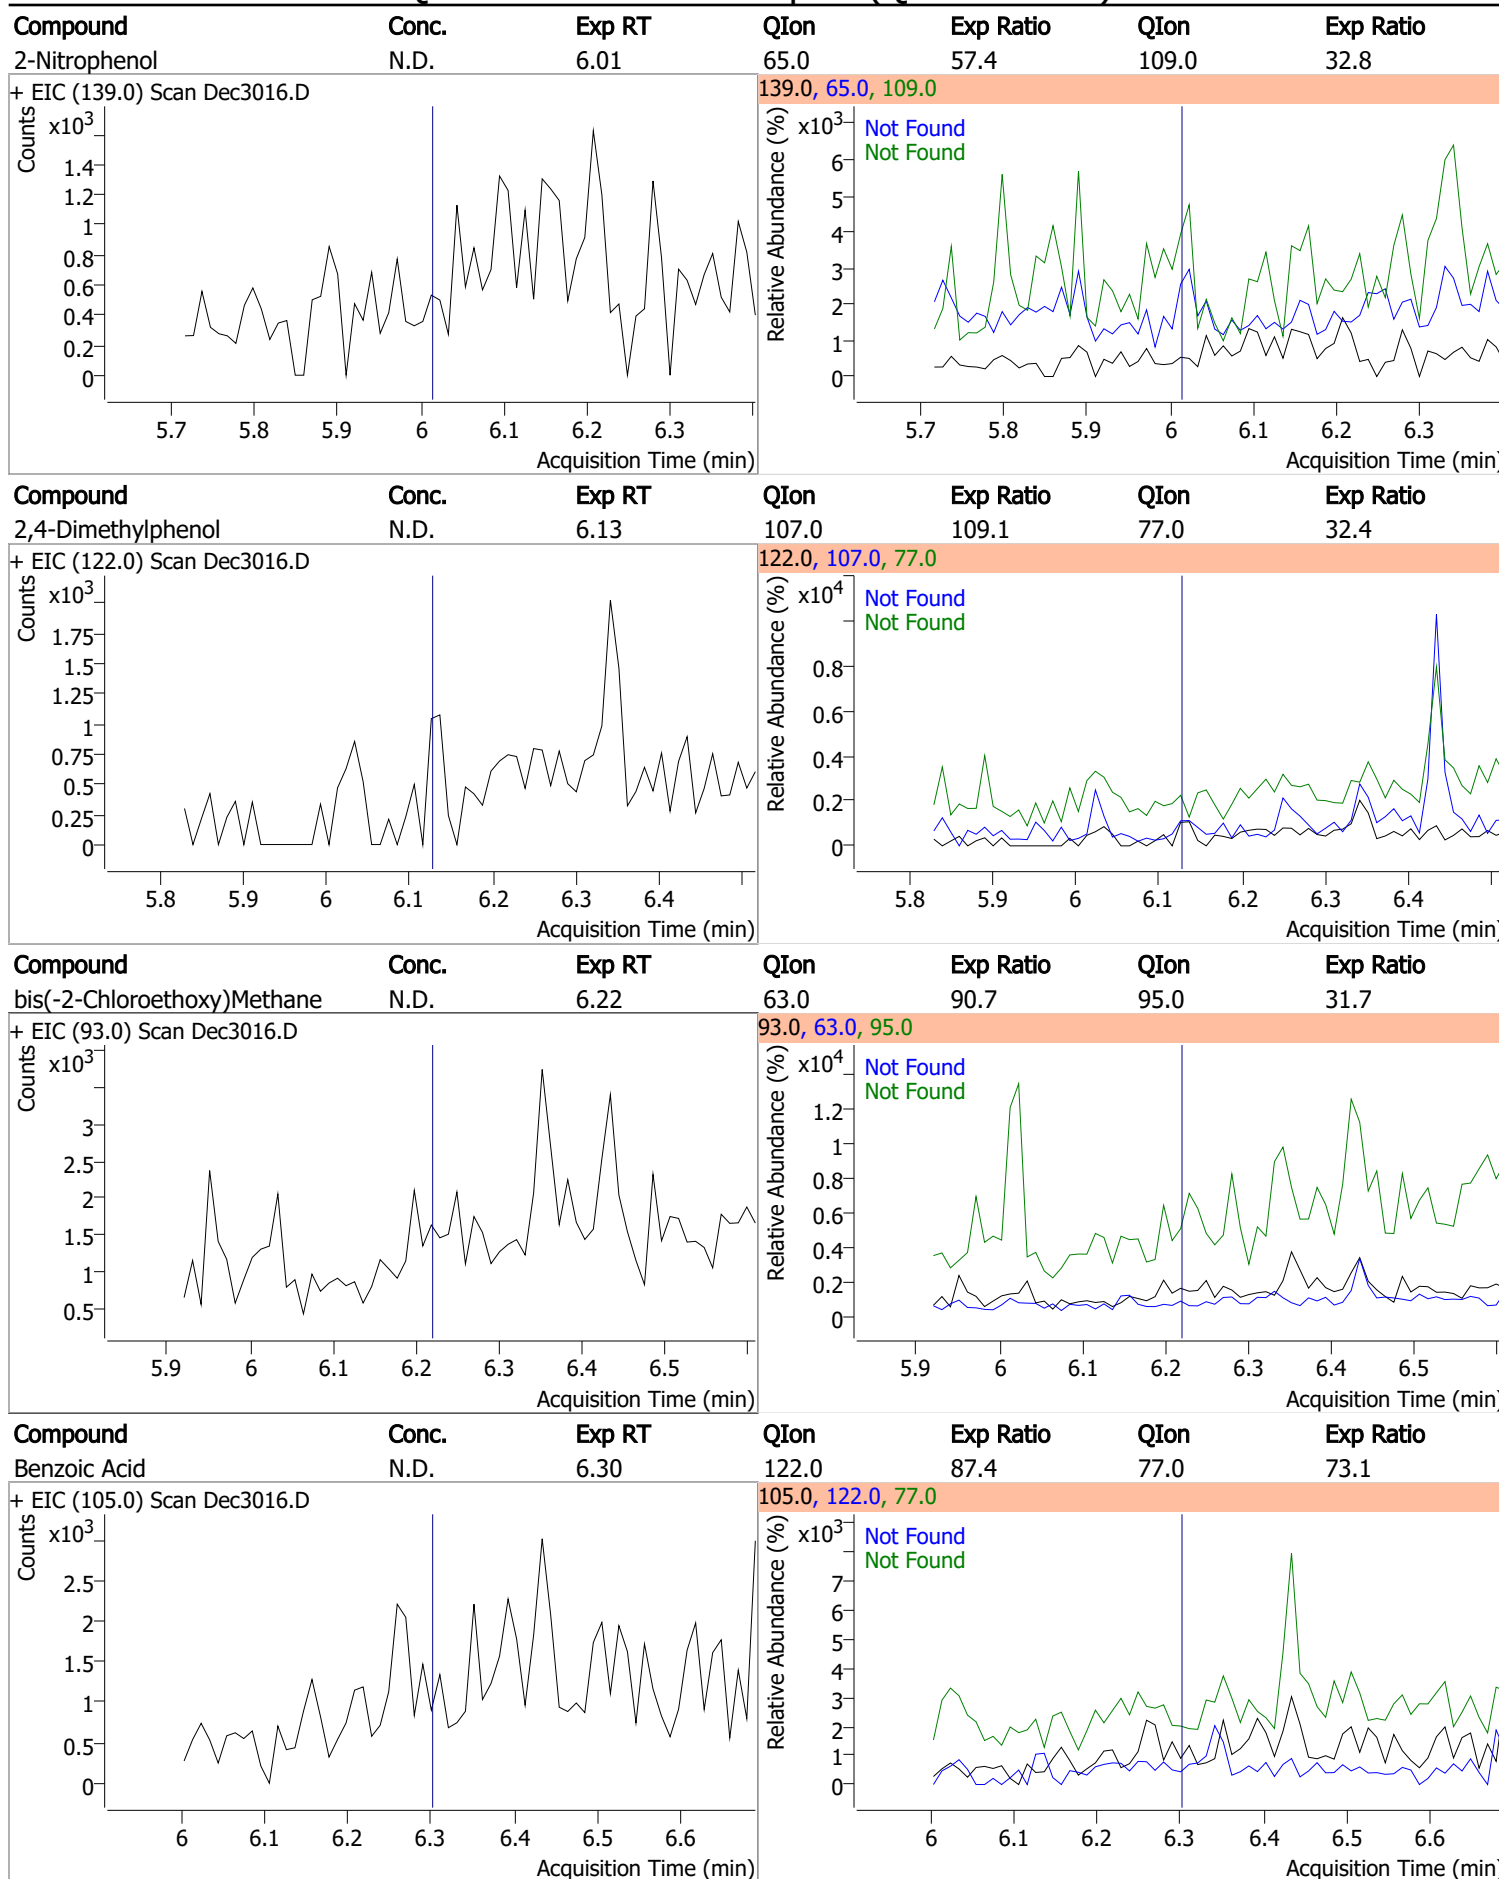 Compound Conc. Exp RT QIon Exp Ratio QIon Exp Ratio
2-Nitrophenol N.D. 6.01 65.0 57.4 109.0 32.8
+ EIC (139.0) Scan Dec3016.D
139.0, 65.0, 109.0
Counts
x10³
1.4
1.2
1
0.8
0.6
0.4
0.2
0
5.7 5.8 5.9 6 6.1 6.2 6.3
Acquisition Time (min)
Relative Abundance (%)
x10³
Not Found
Not Found
6
5
4
3
2
1
0
5.7 5.8 5.9 6 6.1 6.2 6.3
Acquisition Time (min)
Compound Conc. Exp RT QIon Exp Ratio QIon Exp Ratio
2,4-Dimethylphenol N.D. 6.13 107.0 109.1 77.0 32.4
+ EIC (122.0) Scan Dec3016.D
122.0, 107.0, 77.0
Counts
x10³
1.75
1.5
1.25
1
0.75
0.5
0.25
0
5.8 5.9 6 6.1 6.2 6.3 6.4
Acquisition Time (min)
Relative Abundance (%)
x10⁴
Not Found
Not Found
0.8
0.6
0.4
0.2
0
5.8 5.9 6 6.1 6.2 6.3 6.4
Acquisition Time (min)
Compound Conc. Exp RT QIon Exp Ratio QIon Exp Ratio
bis(-2-Chloroethoxy)Methane N.D. 6.22 63.0 90.7 95.0 31.7
+ EIC (93.0) Scan Dec3016.D
93.0, 63.0, 95.0
Counts
x10³
3
2.5
2
1.5
1
0.5
5.9 6 6.1 6.2 6.3 6.4 6.5
Acquisition Time (min)
Relative Abundance (%)
x10⁴
Not Found
Not Found
1.2
1
0.8
0.6
0.4
0.2
0
5.9 6 6.1 6.2 6.3 6.4 6.5
Acquisition Time (min)
Compound Conc. Exp RT QIon Exp Ratio QIon Exp Ratio
Benzoic Acid N.D. 6.30 122.0 87.4 77.0 73.1
+ EIC (105.0) Scan Dec3016.D
105.0, 122.0, 77.0
Counts
x10³
2.5
2
1.5
1
0.5
0
6 6.1 6.2 6.3 6.4 6.5 6.6
Acquisition Time (min)
Relative Abundance (%)
x10³
Not Found
Not Found
7
6
5
4
3
2
1
0
6 6.1 6.2 6.3 6.4 6.5 6.6
Acquisition Time (min)